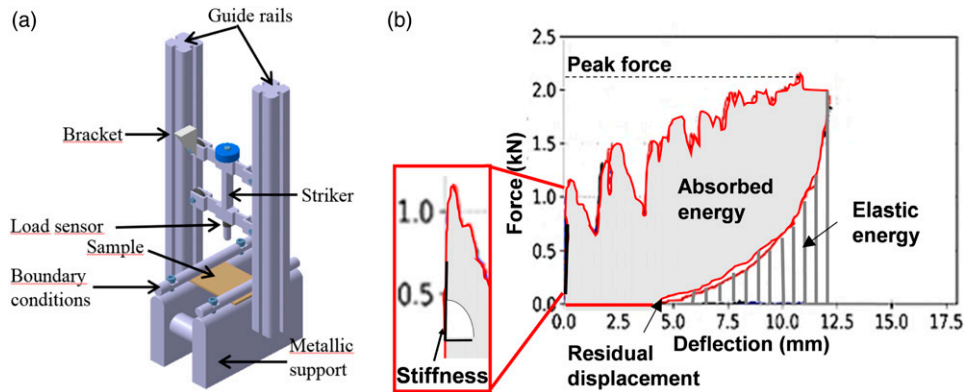 (a)
Guide rails
Bracket
Striker
Load sensor
Sample
Boundary
conditions
Metallic
support
(b)
2.5
Peak force
2.0
1.5
Force (kN)
1.0
0.5
0.0
Absorbed
energy
Elastic
energy
1.0
0.5
Stiffness
0.0
2.5
5.0
7.5
10.0
12.5
15.0
17.5
Residual
displacement
Deflection (mm)